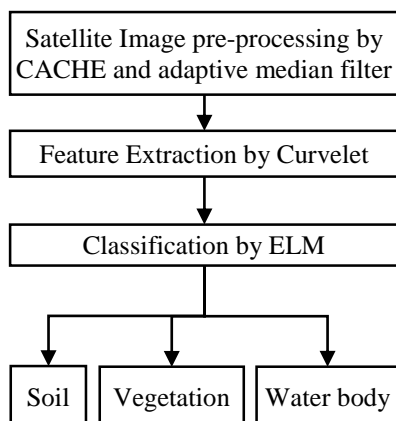 Satellite Image pre-processing by
CACHE and adaptive median filter
Feature Extraction by Curvelet
Classification by ELM
Soil
Vegetation
Water body